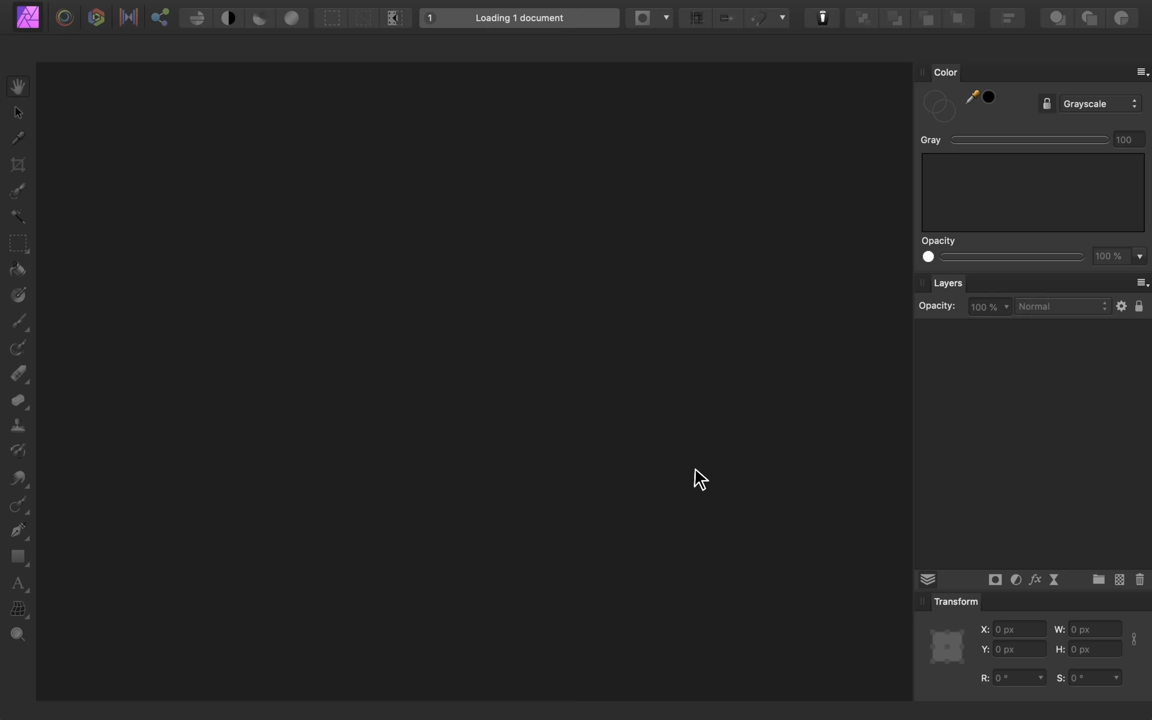 1 Loading 1 document
Color
Grayscale
Gray 100
Opacity
100 %
Layers
Opacity: 100 % Normal
fx
Transform
X: 0 px W: 0 px
Y: 0 px H: 0 px
R: 0 ° S: 0 °
A